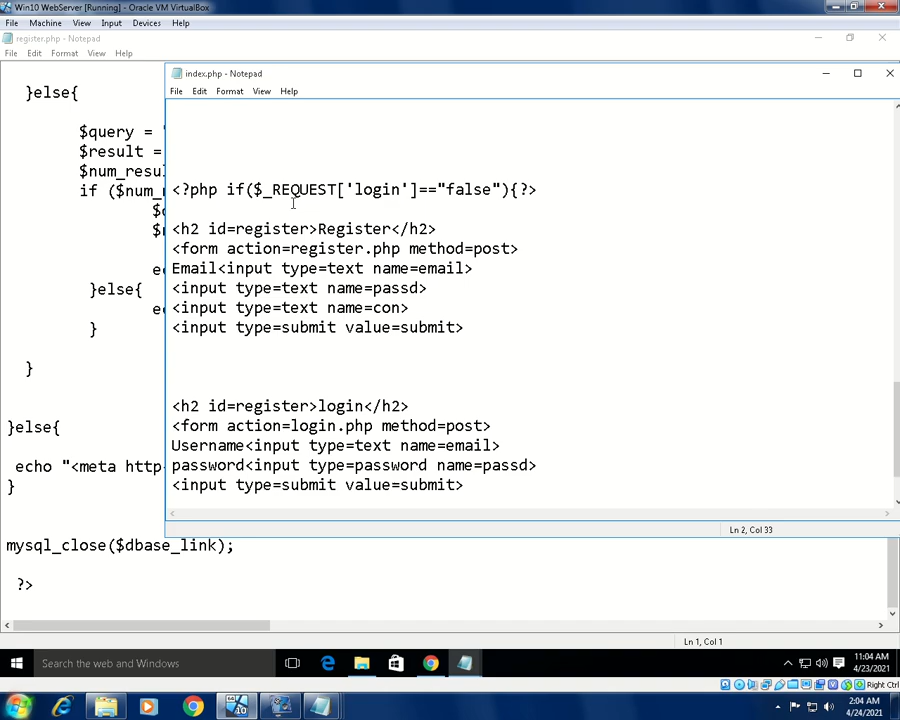 Win10 WebServer [Running] - Oracle VM VirtualBox
File Machine View Input Devices Help
register.php - Notepad
File Edit Format View Help
}else{
$query =
$result =
$num_resu
if ($num_
}else{
}
}
}else{
echo "<meta http-
}
mysql_close($dbase_link);
?>
Ln 1, Col 1
index.php - Notepad
File Edit Format View Help
<?php if($_REQUEST['login']=="false"){?>
<h2 id=register>Register</h2>
<form action=register.php method=post>
Email<input type=text name=email>
<input type=text name=passd>
<input type=text name=con>
<input type=submit value=submit>
<h2 id=register>login</h2>
<form action=login.php method=post>
Username<input type=text name=email>
password<input type=password name=passd>
<input type=submit value=submit>
Ln 2, Col 33
Search the web and Windows
11:04 AM
4/23/2021
Right Ctrl
2:04 AM
4/24/2021